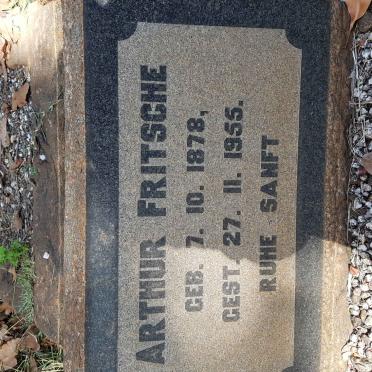 ARTHUR FRITSCHE
GEB. 7. 10. 1878,
GEST. 27. 11. 1955.
RUHE SANFT